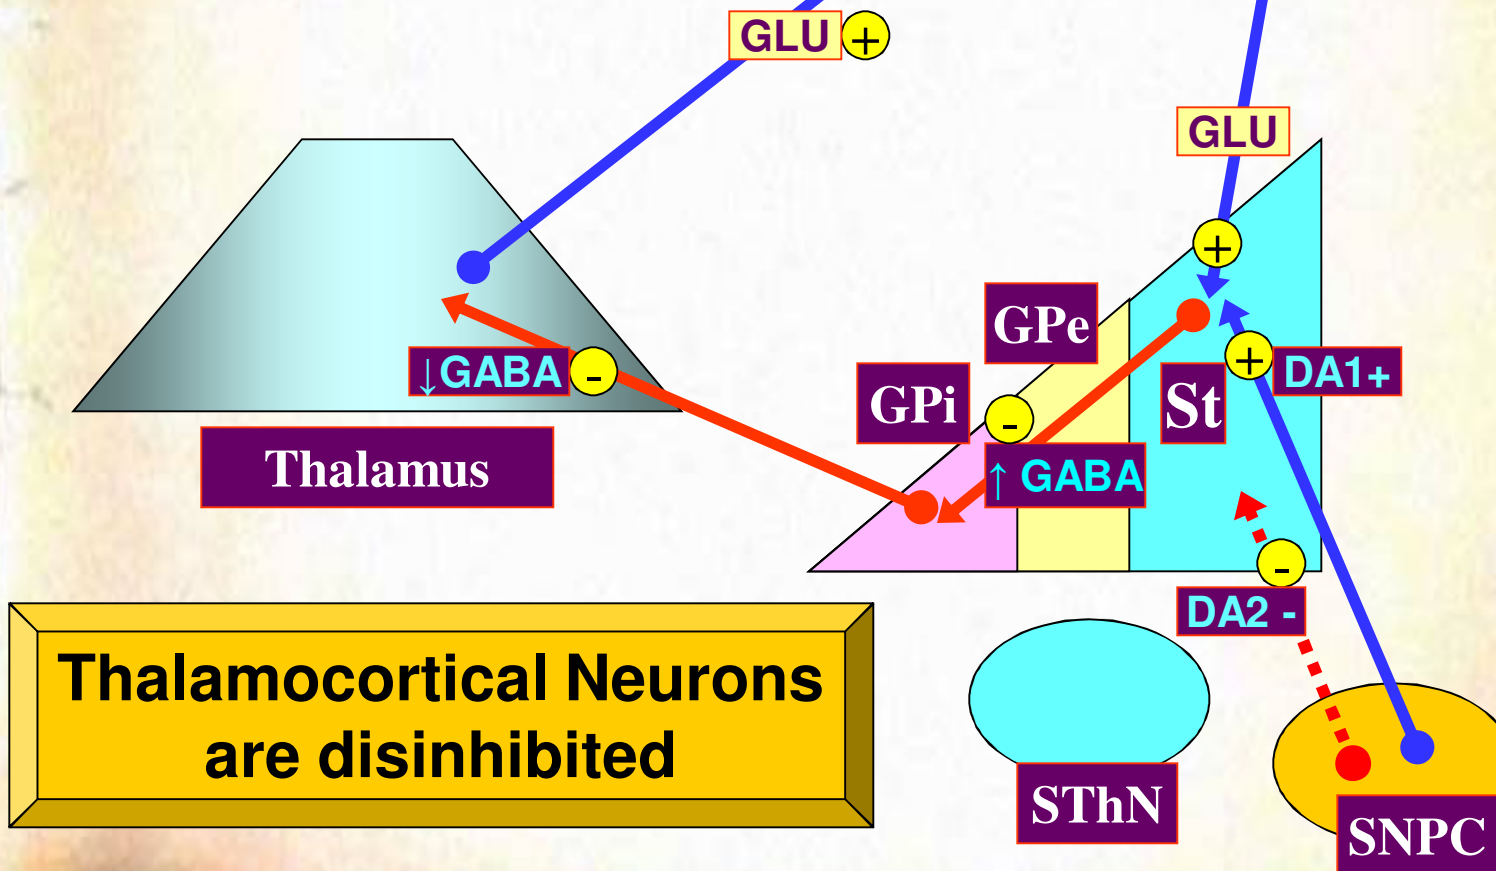 GLU +
GLU
+
GPe
↓GABA -
+ DA1+
GPi
-
St
Thalamus
↑ GABA
-
DA2 -
Thalamocortical Neurons
are disinhibited
SThN
SNPC